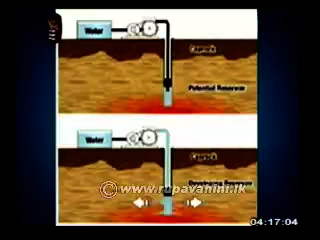 Water
Caprock
Potential Reservoir
Water
Caprock
Developing Reservoir
© www.rupavahini.lk
04:17:04